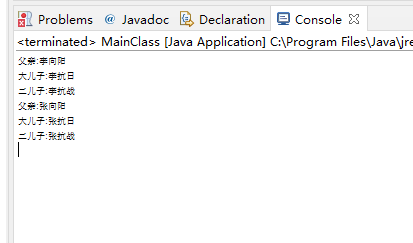 Problems @ Javadoc Declaration Console
<terminated> MainClass [Java Application] C:\Program Files\Java\jre
父亲:李向阳
大儿子:李抗日
二儿子:李抗战
父亲:张向阳
大儿子:张抗日
二儿子:张抗战